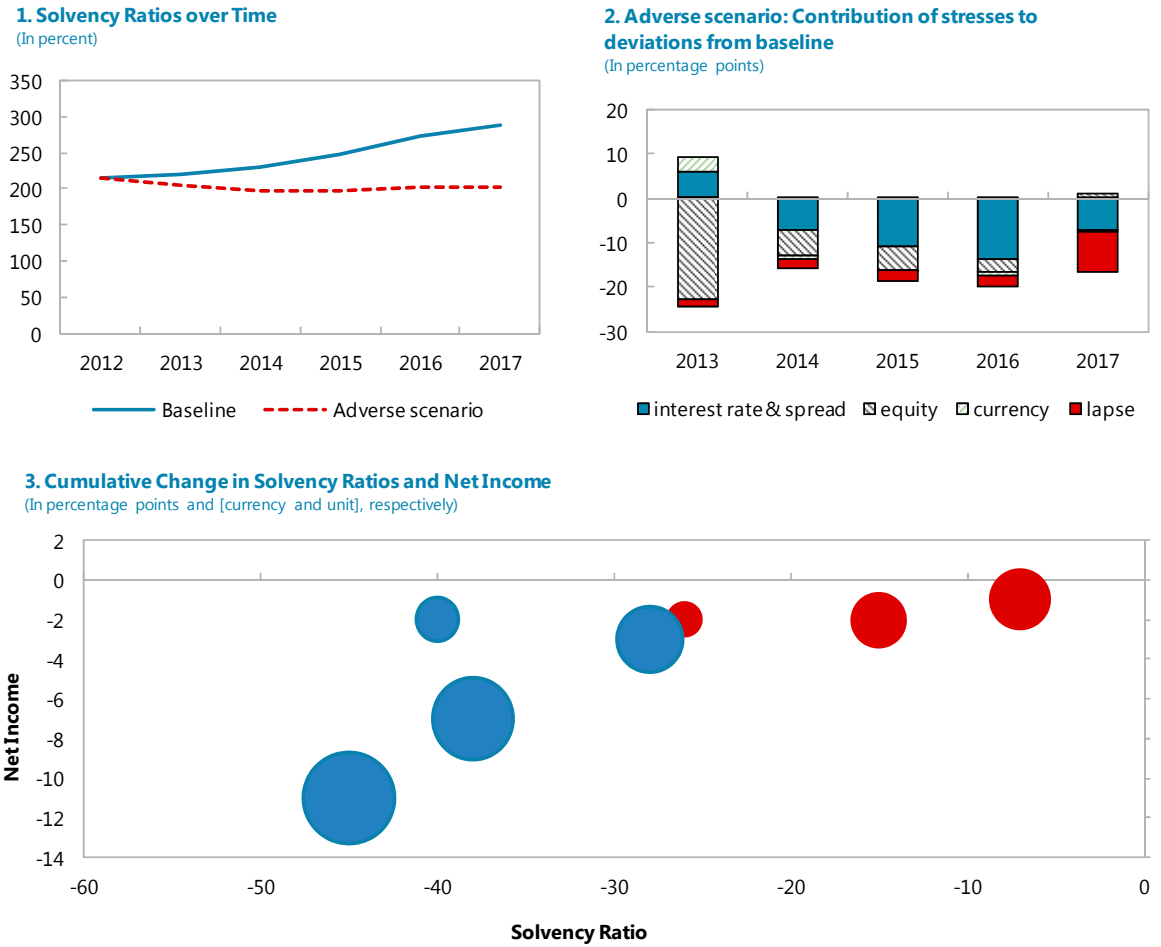 1. Solvency Ratios over Time
(In percent)
350
300
250
200
150
100
50
0
2012 2013 2014 2015 2016 2017
Baseline Adverse scenario
2. Adverse scenario: Contribution of stresses to
deviations from baseline
(In percentage points)
20
10
0
-10
-20
-30
2013 2014 2015 2016 2017
interest rate & spread equity currency lapse
3. Cumulative Change in Solvency Ratios and Net Income
(In percentage points and [currency and unit], respectively)
Net Income
2
0
-2
-4
-6
-8
-10
-12
-14
-60 -50 -40 -30 -20 -10 0
Solvency Ratio